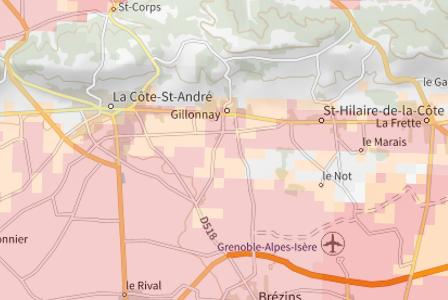 St-Corps
le Ga
La Côte-St-André
Gillonnay
St-Hilaire-de-la-Côte
La Frette
le Marais
le Not
D518
onnier
Grenoble-Alpes-Isère
le Rival
Brézins